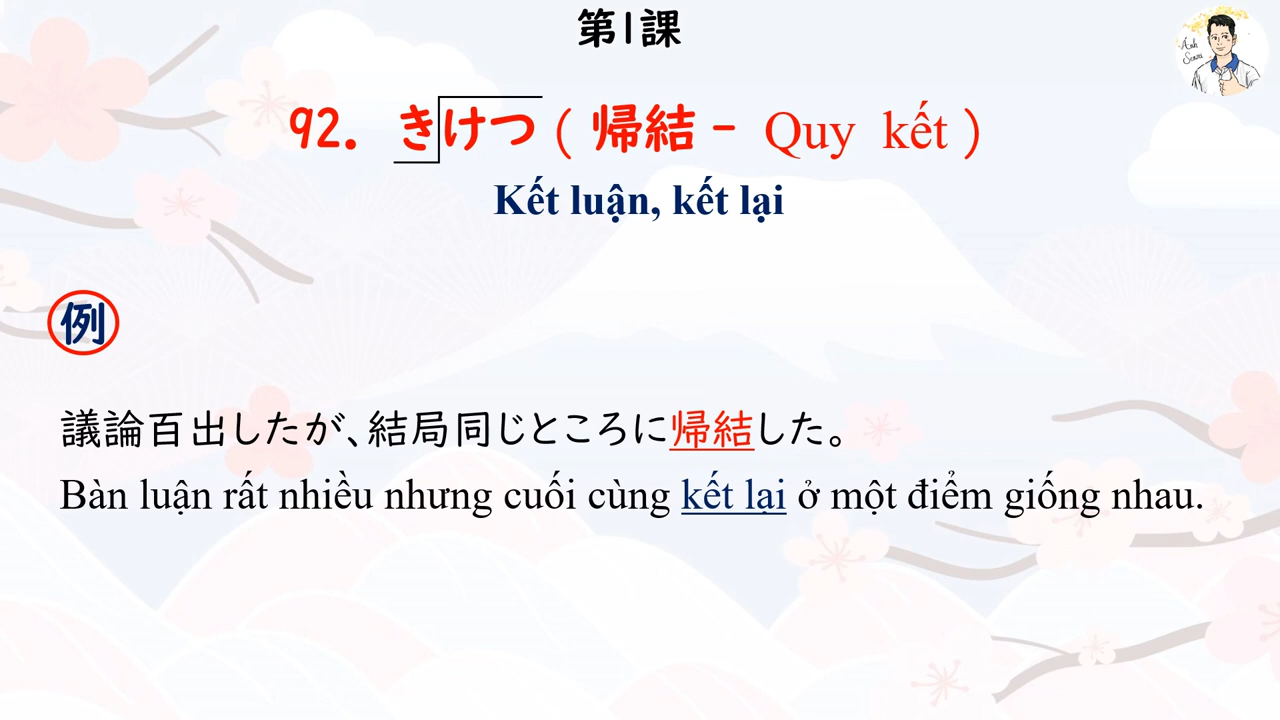 第1課
Ánh
Sensei
92. きけつ ( 帰結 - Quy kết )
Kết luận, kết lại
例
議論百出したが、結局同じところに帰結した。
Bàn luận rất nhiều nhưng cuối cùng kết lại ở một điểm giống nhau.